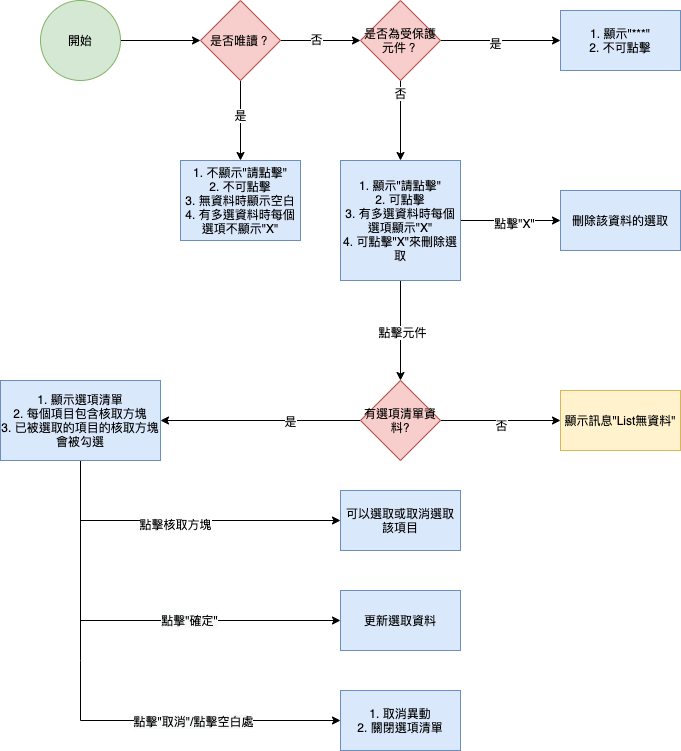 開始
是否唯讀？
否
是否為受保護
元件？
是
1. 顯示"***"
2. 不可點擊
是
否
1. 不顯示"請點擊"
2. 不可點擊
3. 無資料時顯示空白
4. 有多選資料時每個
選項不顯示"X"
1. 顯示"請點擊"
2. 可點擊
3. 有多選資料時每個
選項顯示"X"
4. 可點擊"X"來刪除選
取
點擊"X"
刪除該資料的選取
點擊元件
1. 顯示選項清單
2. 每個項目包含核取方塊
3. 已被選取的項目的核取方塊
會被勾選
是
有選項清單資
料?
否
顯示訊息"List無資料"
點擊核取方塊
可以選取或取消選取
該項目
點擊"確定"
更新選取資料
點擊"取消"/點擊空白處
1. 取消異動
2. 關閉選項清單